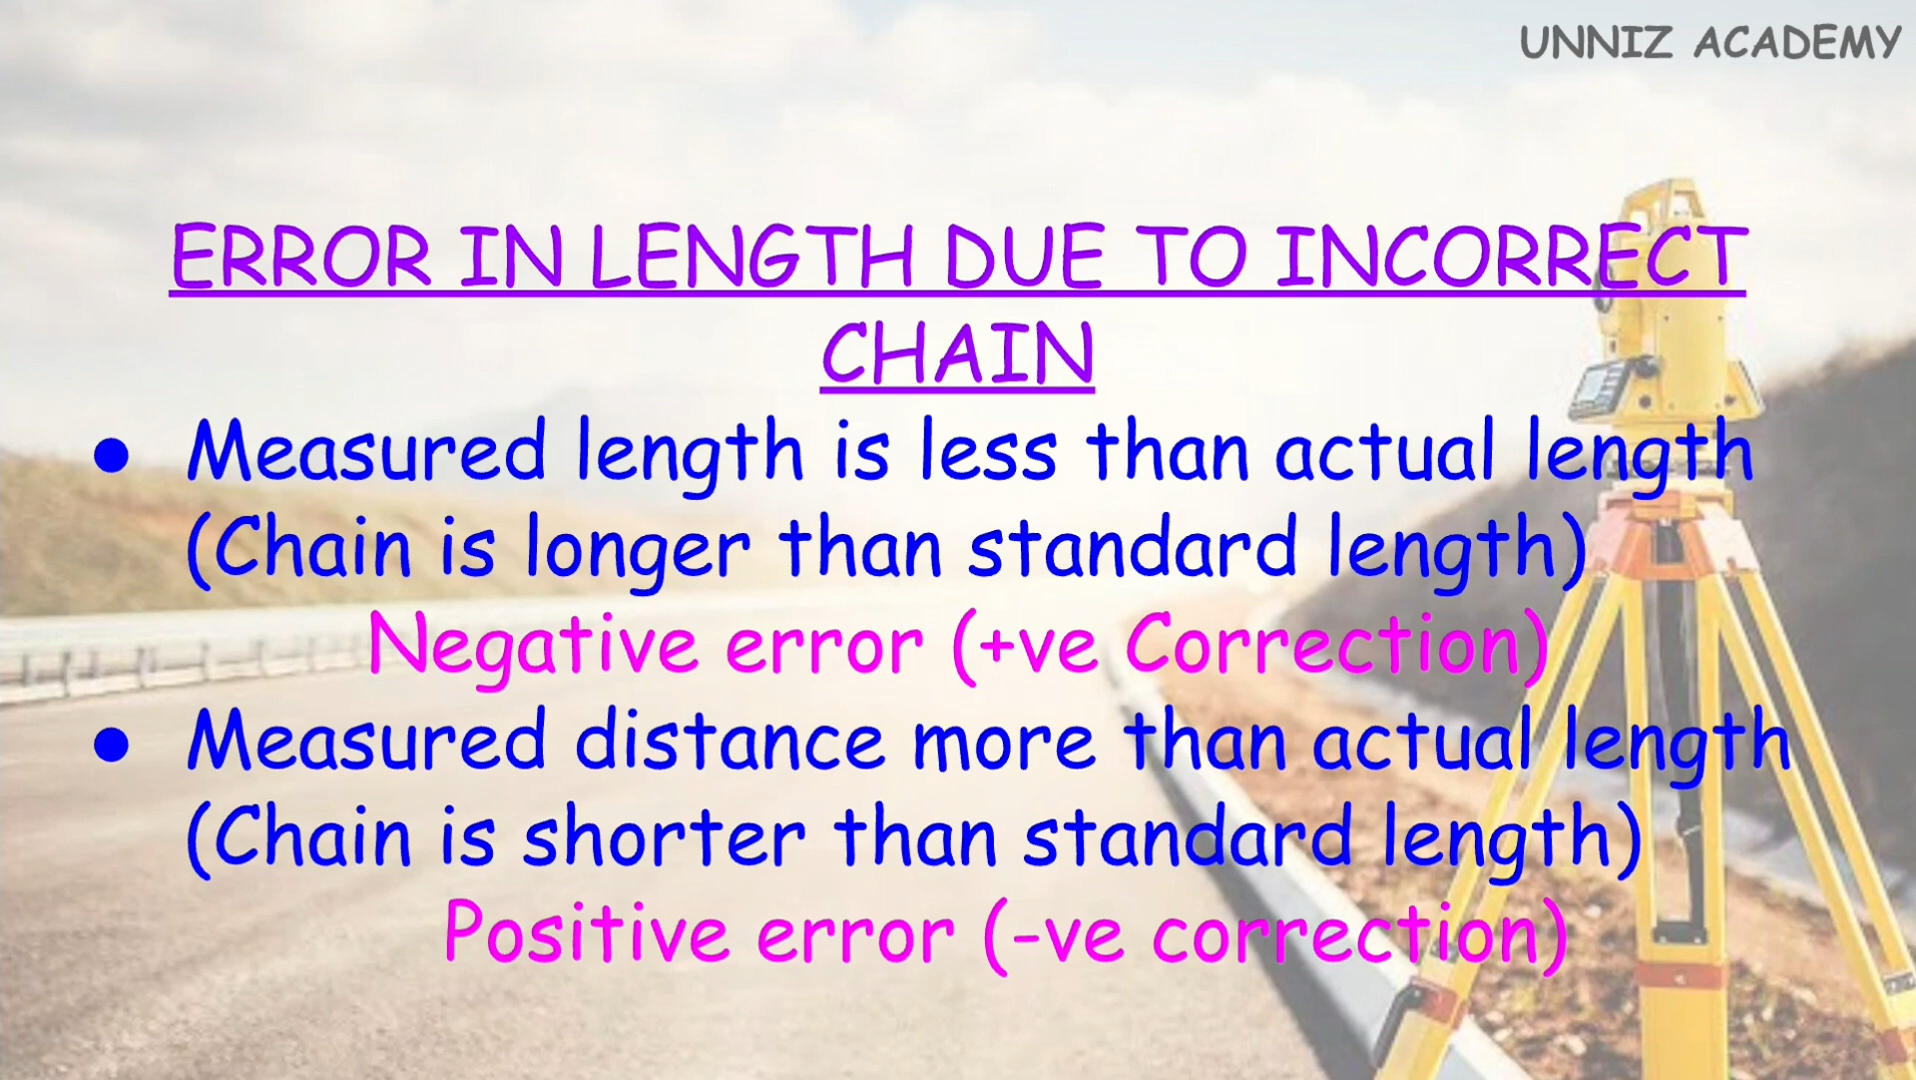 UNNIZ ACADEMY
ERROR IN LENGTH DUE TO INCORRECT
CHAIN
● Measured length is less than actual length
(Chain is longer than standard length)
Negative error (+ve Correction)
● Measured distance more than actual length
(Chain is shorter than standard length)
Positive error (-ve correction)